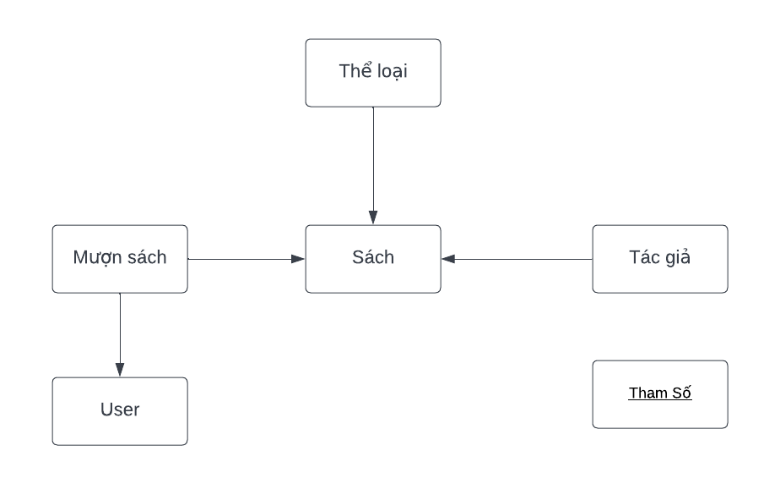 Thể loại
Mượn sách
Sách
Tác giả
Tham Số
User